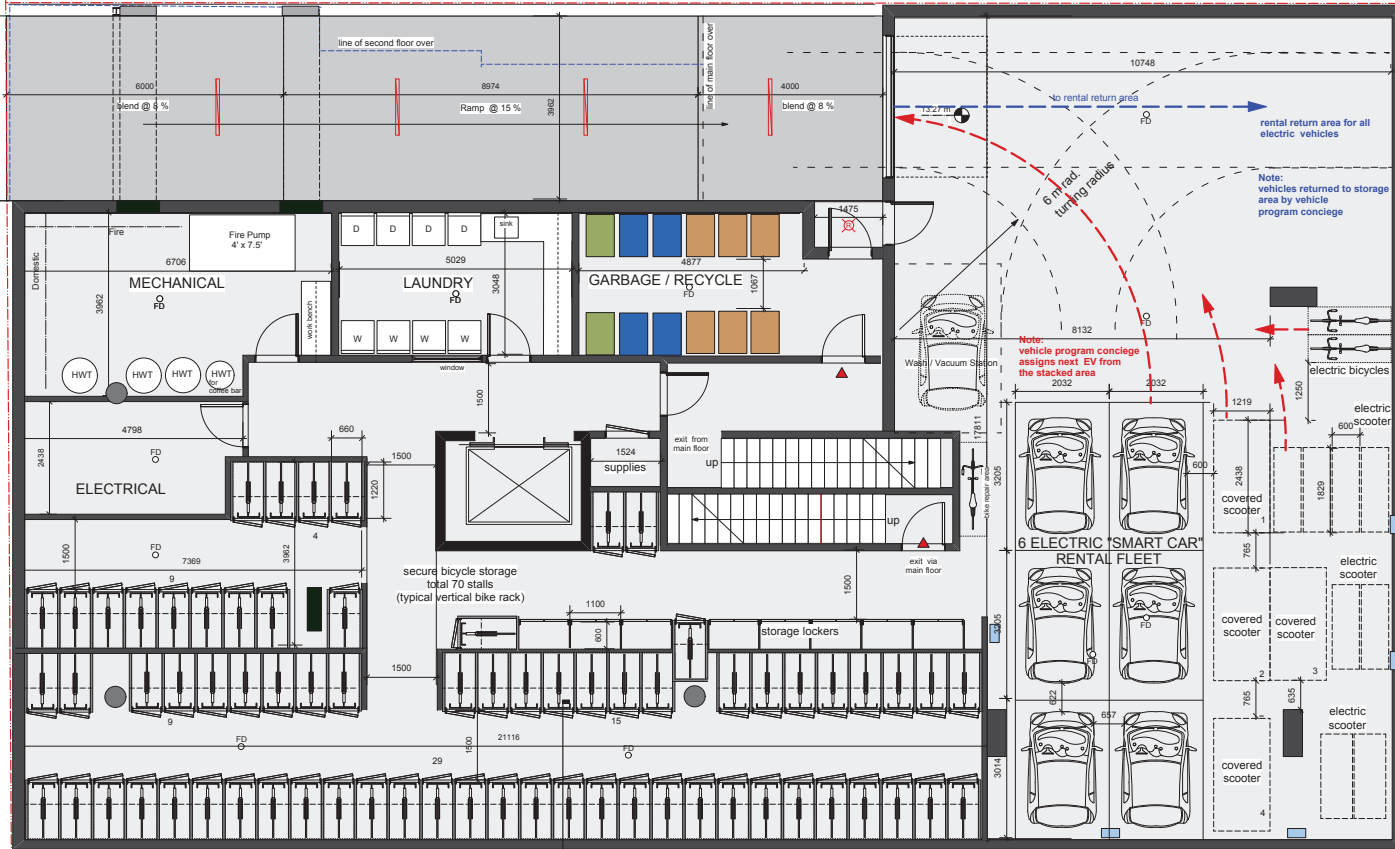 line of second floor over
line of main floor over
6000
8974
4000
10748
blend @ 8 %
Ramp @ 15 %
3962
blend @ 8 %
13.27 m
to rental return area
FD
rental return area for all
electric vehicles
6 m rad.
turning radius
Note:
vehicles returned to storage
area by vehicle
program conciege
Fire
Domestic
Fire Pump
4' x 7.5'
6706
MECHANICAL
FD
3962
work bench
HWT
HWT
HWT
HWT
for
coffee bar
D
D
D
D
sink
5029
LAUNDRY
FD
3048
W
W
W
W
window
4877
GARBAGE / RECYCLE
FD
1067
1475
R
Wash / Vacuum Station
FD
8132
Note:
vehicle program conciege
assigns next EV from
the stacked area
electric bicycles
1250
2032
2032
1219
electric
scooter
600
4798
2438
FD
ELECTRICAL
660
1220
4
1500
1500
1524
supplies
exit from
main floor
up
up
exit via
main floor
17811
bike repair area
3205
600
2438
covered
scooter
1
1829
6 ELECTRIC "SMART CAR"
RENTAL FLEET
765
electric
scooter
FD
1500
7369
3962
9
secure bicycle storage
total 70 stalls
(typical vertical bike rack)
1100
600
storage lockers
1500
3205
FD
FD
covered
scooter
2
covered
scooter
3
1500
9
15
622
657
765
635
electric
scooter
21116
FD
1500
FD
29
3014
covered
scooter
4